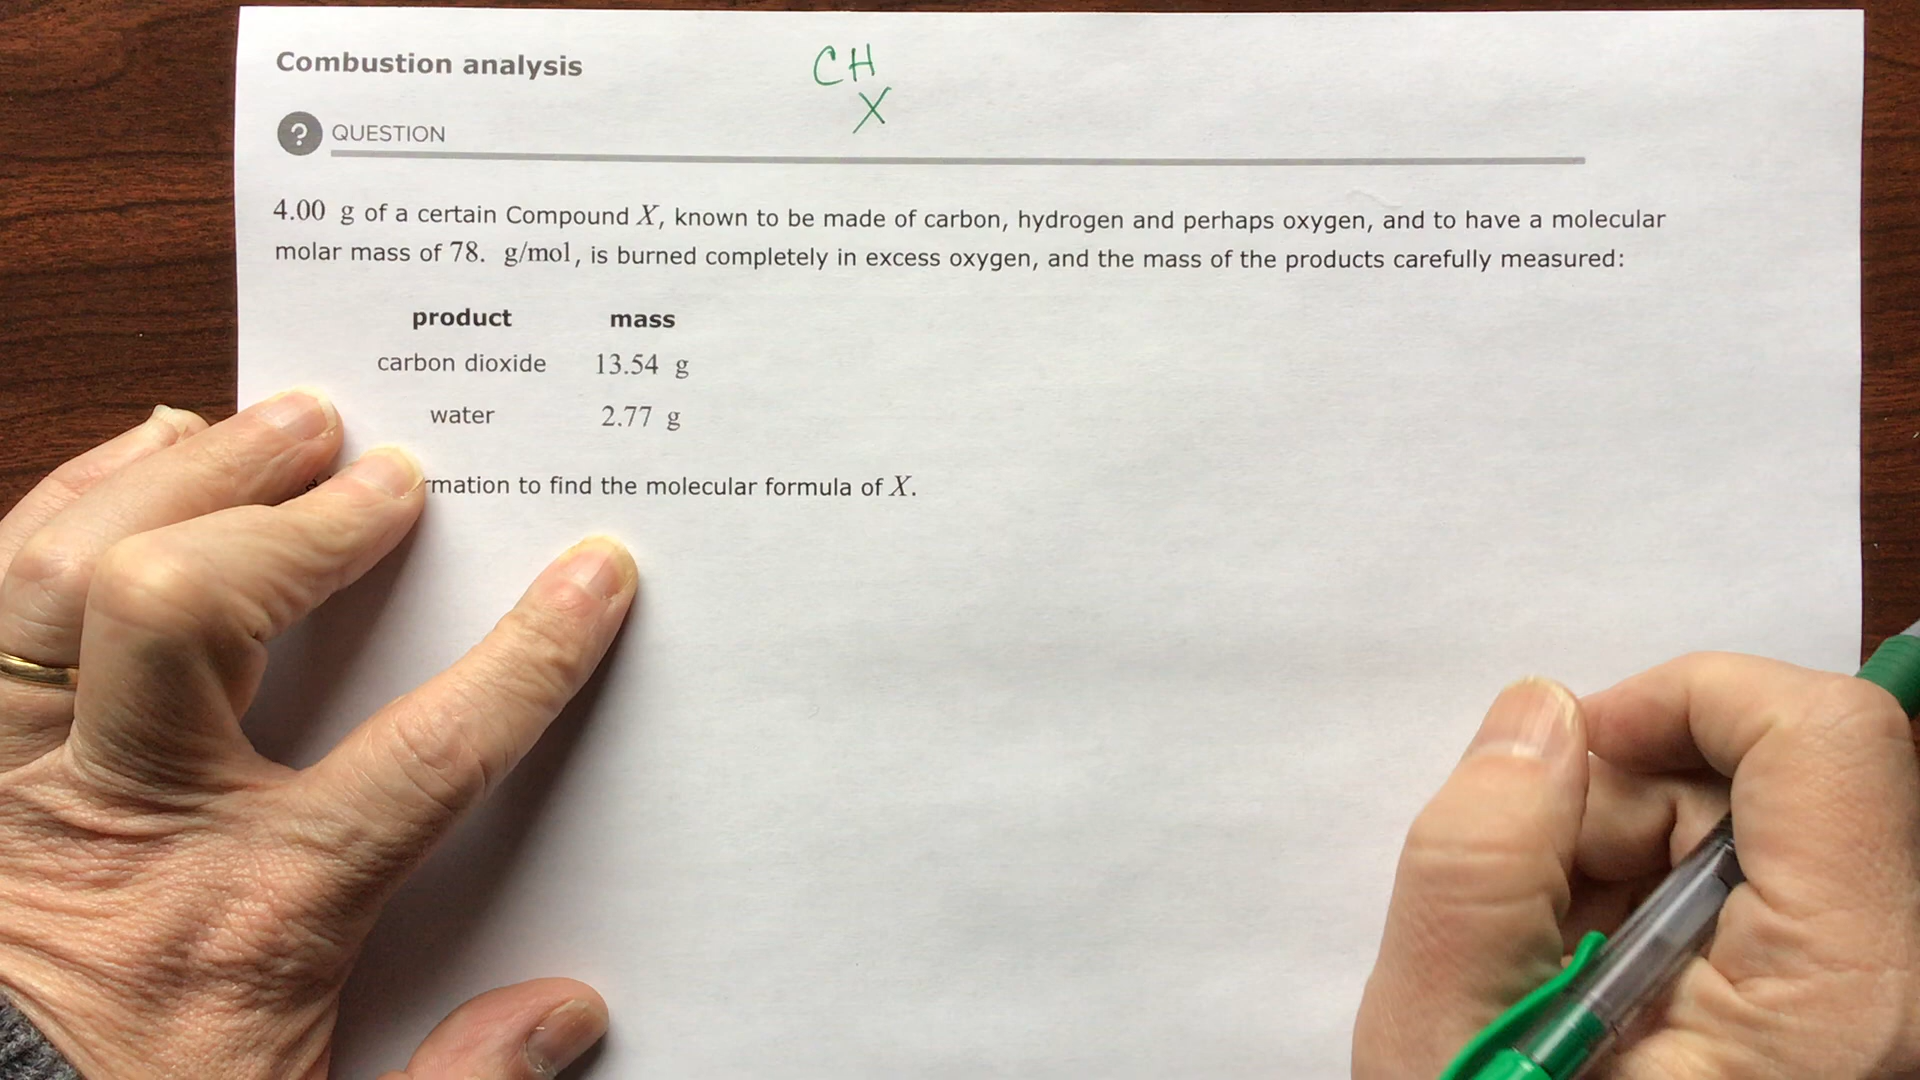 Combustion analysis
CH
X
? QUESTION
4.00 g of a certain Compound X, known to be made of carbon, hydrogen and perhaps oxygen, and to have a molecular
molar mass of 78. g/mol, is burned completely in excess oxygen, and the mass of the products carefully measured:
product mass
carbon dioxide 13.54 g
water 2.77 g
rmation to find the molecular formula of X.